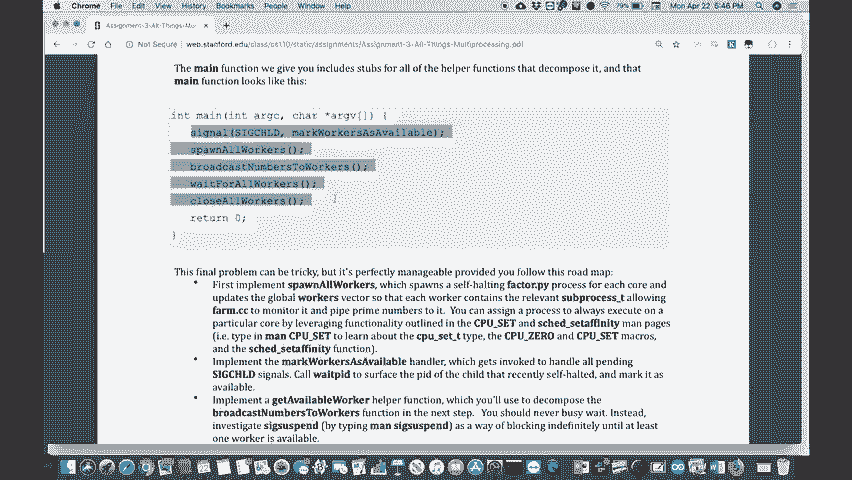 Chrome File Edit View History Bookmarks People Window Help
79% Mon Apr 22 5:46 PM
Assignment-3-All-Things-Mul
Not Secure web.stanford.edu/class/cs110/static/assignments/Assignment-3-All-Things-Multiprocessing.pdf
The main function we give you includes stubs for all of the helper functions that decompose it, and that
main function looks like this:
int main(int argc, char *argv[]) {
signal(SIGCHLD, markWorkersAsAvailable);
spawnAllWorkers();
broadcastNumbersToWorkers();
waitForAllWorkers();
closeAllWorkers();
return 0;
}
This final problem can be tricky, but it's perfectly manageable provided you follow this road map:
• First implement spawnAllWorkers, which spawns a self-halting factor.py process for each core and
updates the global workers vector so that each worker contains the relevant subprocess_t allowing
farm.cc to monitor it and pipe prime numbers to it. You can assign a process to always execute on a
particular core by leveraging functionality outlined in the CPU_SET and sched_setaffinity man pages
(i.e. type in man CPU_SET to learn about the cpu_set_t type, the CPU_ZERO and CPU_SET macros,
and the sched_setaffinity function).
• Implement the markWorkersAsAvailable handler, which gets invoked to handle all pending
SIGCHLD signals. Call waitpid to surface the pid of the child that recently self-halted, and mark it as
available.
• Implement a getAvailableWorker helper function, which you'll use to decompose the
broadcastNumbersToWorkers function in the next step. You should never busy wait. Instead,
investigate sigsuspend (by typing man sigsuspend) as a way of blocking indefinitely until at least
one worker is available.